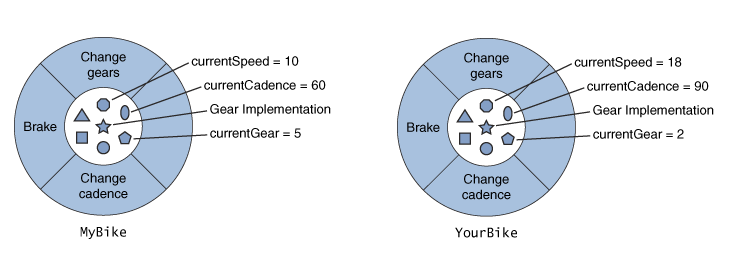 Change
gears
currentSpeed = 10
currentCadence = 60
Gear Implementation
Brake
currentGear = 5
Change
cadence
MyBike
Change
gears
currentSpeed = 18
currentCadence = 90
Gear Implementation
Brake
currentGear = 2
Change
cadence
YourBike